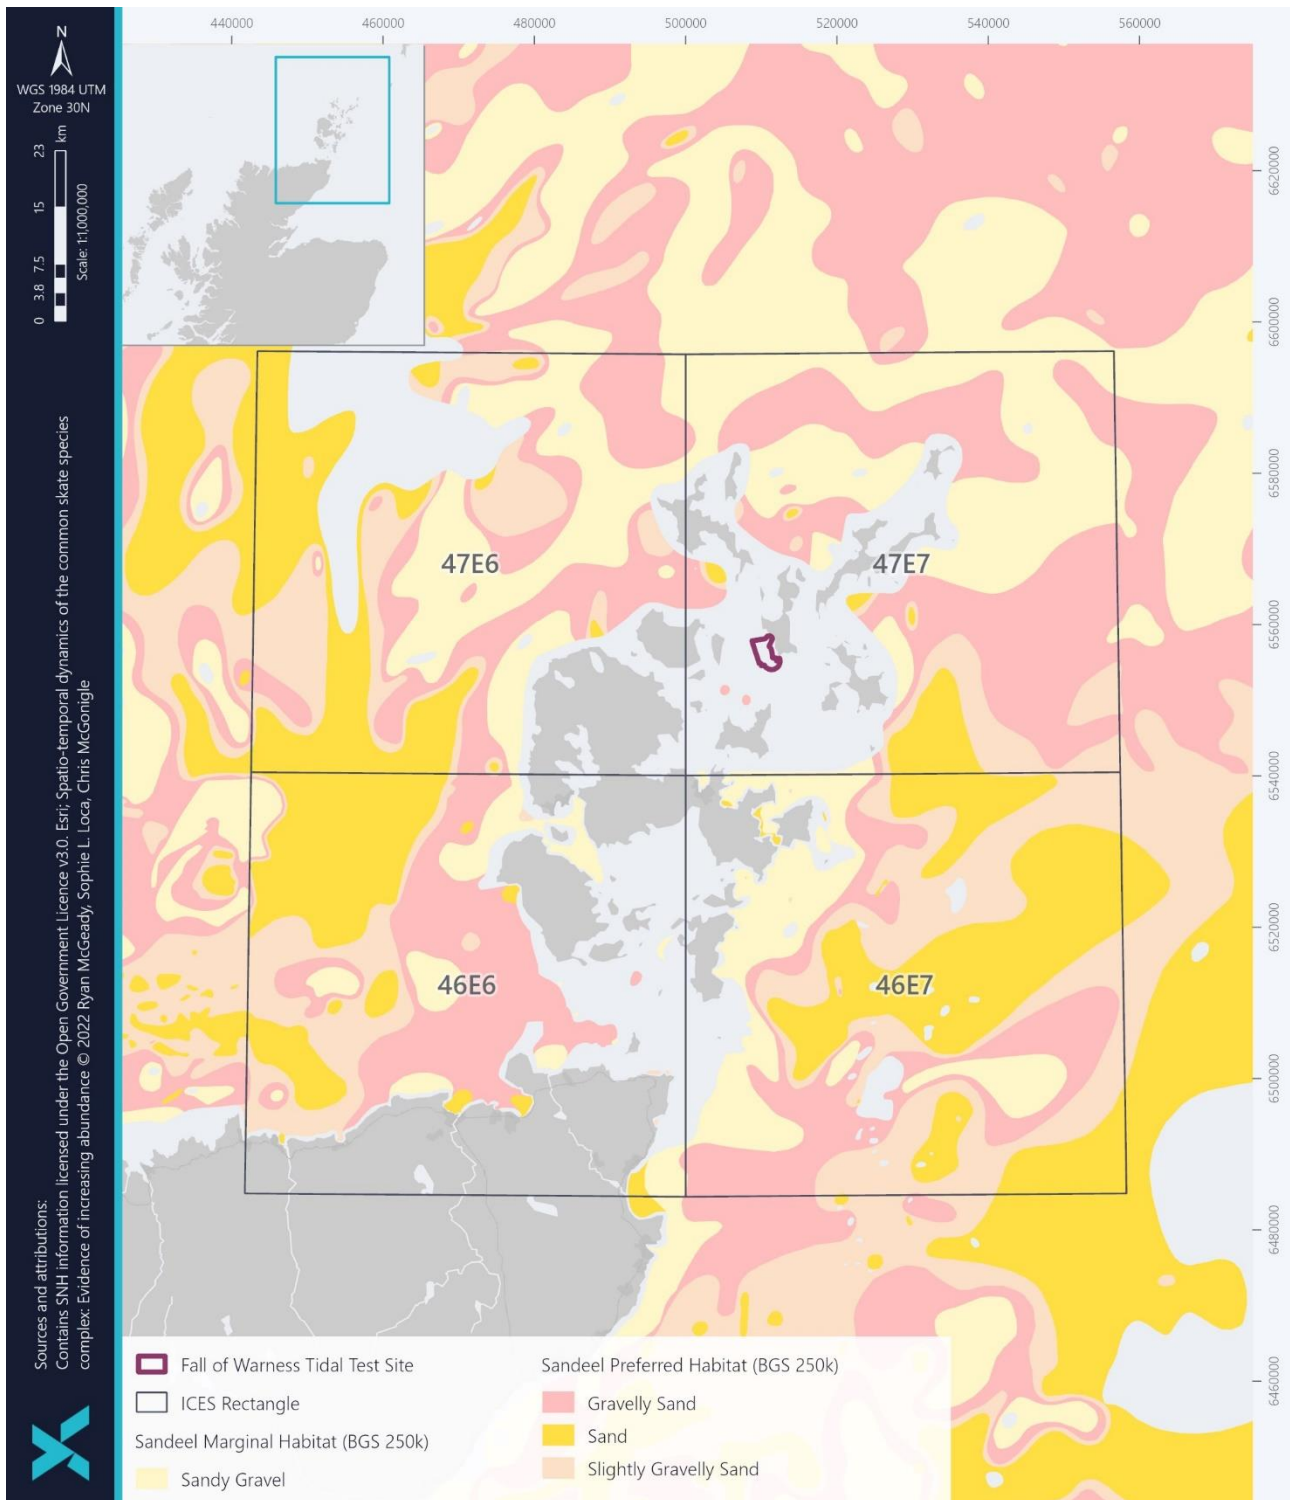 440000
460000
480000
500000
520000
540000
560000
N
WGS 1984 UTM
Zone 30N
0 3.8 7.5 15 23 km
Scale: 1:1,000,000
6620000
6600000
6580000
6560000
6540000
6520000
6500000
6480000
6460000
47E6
47E7
46E6
46E7
Sources and attributions:
Contains SNH information licensed under the Open Government Licence v3.0. Esri; Spatio-temporal dynamics of the common skate species
complex: Evidence of increasing abundance © 2022 Ryan McGeady, Sophie L. Loca, Chris McGonigle
Fall of Warness Tidal Test Site
ICES Rectangle
Sandeel Marginal Habitat (BGS 250k)
Sandy Gravel
Sandeel Preferred Habitat (BGS 250k)
Gravelly Sand
Sand
Slightly Gravelly Sand